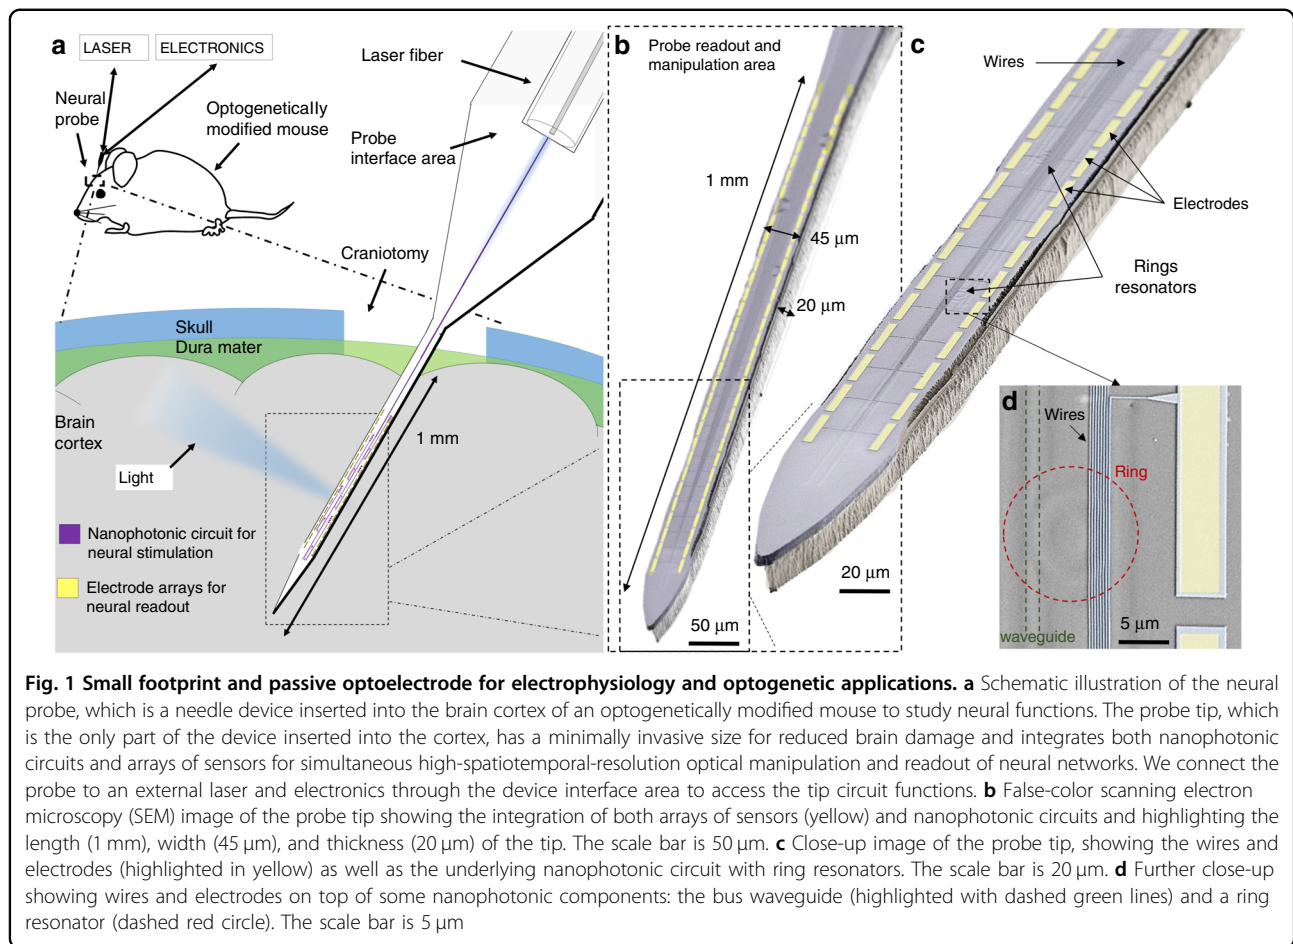 a
LASER
ELECTRONICS
Neural
probe
Optogenetically
modified mouse
Laser fiber
Probe
interface area
Craniotomy
Skull
Dura mater
Brain
cortex
1 mm
Light
Nanophotonic circuit for
neural stimulation
Electrode arrays for
neural readout
b
Probe readout and
manipulation area
1 mm
45 µm
20 µm
50 µm
c
Wires
Electrodes
Rings
resonators
20 µm
d
Wires
Ring
waveguide
5 µm
Fig. 1 Small footprint and passive optoelectrode for electrophysiology and optogenetic applications. a Schematic illustration of the neural
probe, which is a needle device inserted into the brain cortex of an optogenetically modified mouse to study neural functions. The probe tip, which
is the only part of the device inserted into the cortex, has a minimally invasive size for reduced brain damage and integrates both nanophotonic
circuits and arrays of sensors for simultaneous high-spatiotemporal-resolution optical manipulation and readout of neural networks. We connect the
probe to an external laser and electronics through the device interface area to access the tip circuit functions. b False-color scanning electron
microscopy (SEM) image of the probe tip showing the integration of both arrays of sensors (yellow) and nanophotonic circuits and highlighting the
length (1 mm), width (45 µm), and thickness (20 µm) of the tip. The scale bar is 50 µm. c Close-up image of the probe tip, showing the wires and
electrodes (highlighted in yellow) as well as the underlying nanophotonic circuit with ring resonators. The scale bar is 20 µm. d Further close-up
showing wires and electrodes on top of some nanophotonic components: the bus waveguide (highlighted with dashed green lines) and a ring
resonator (dashed red circle). The scale bar is 5 µm